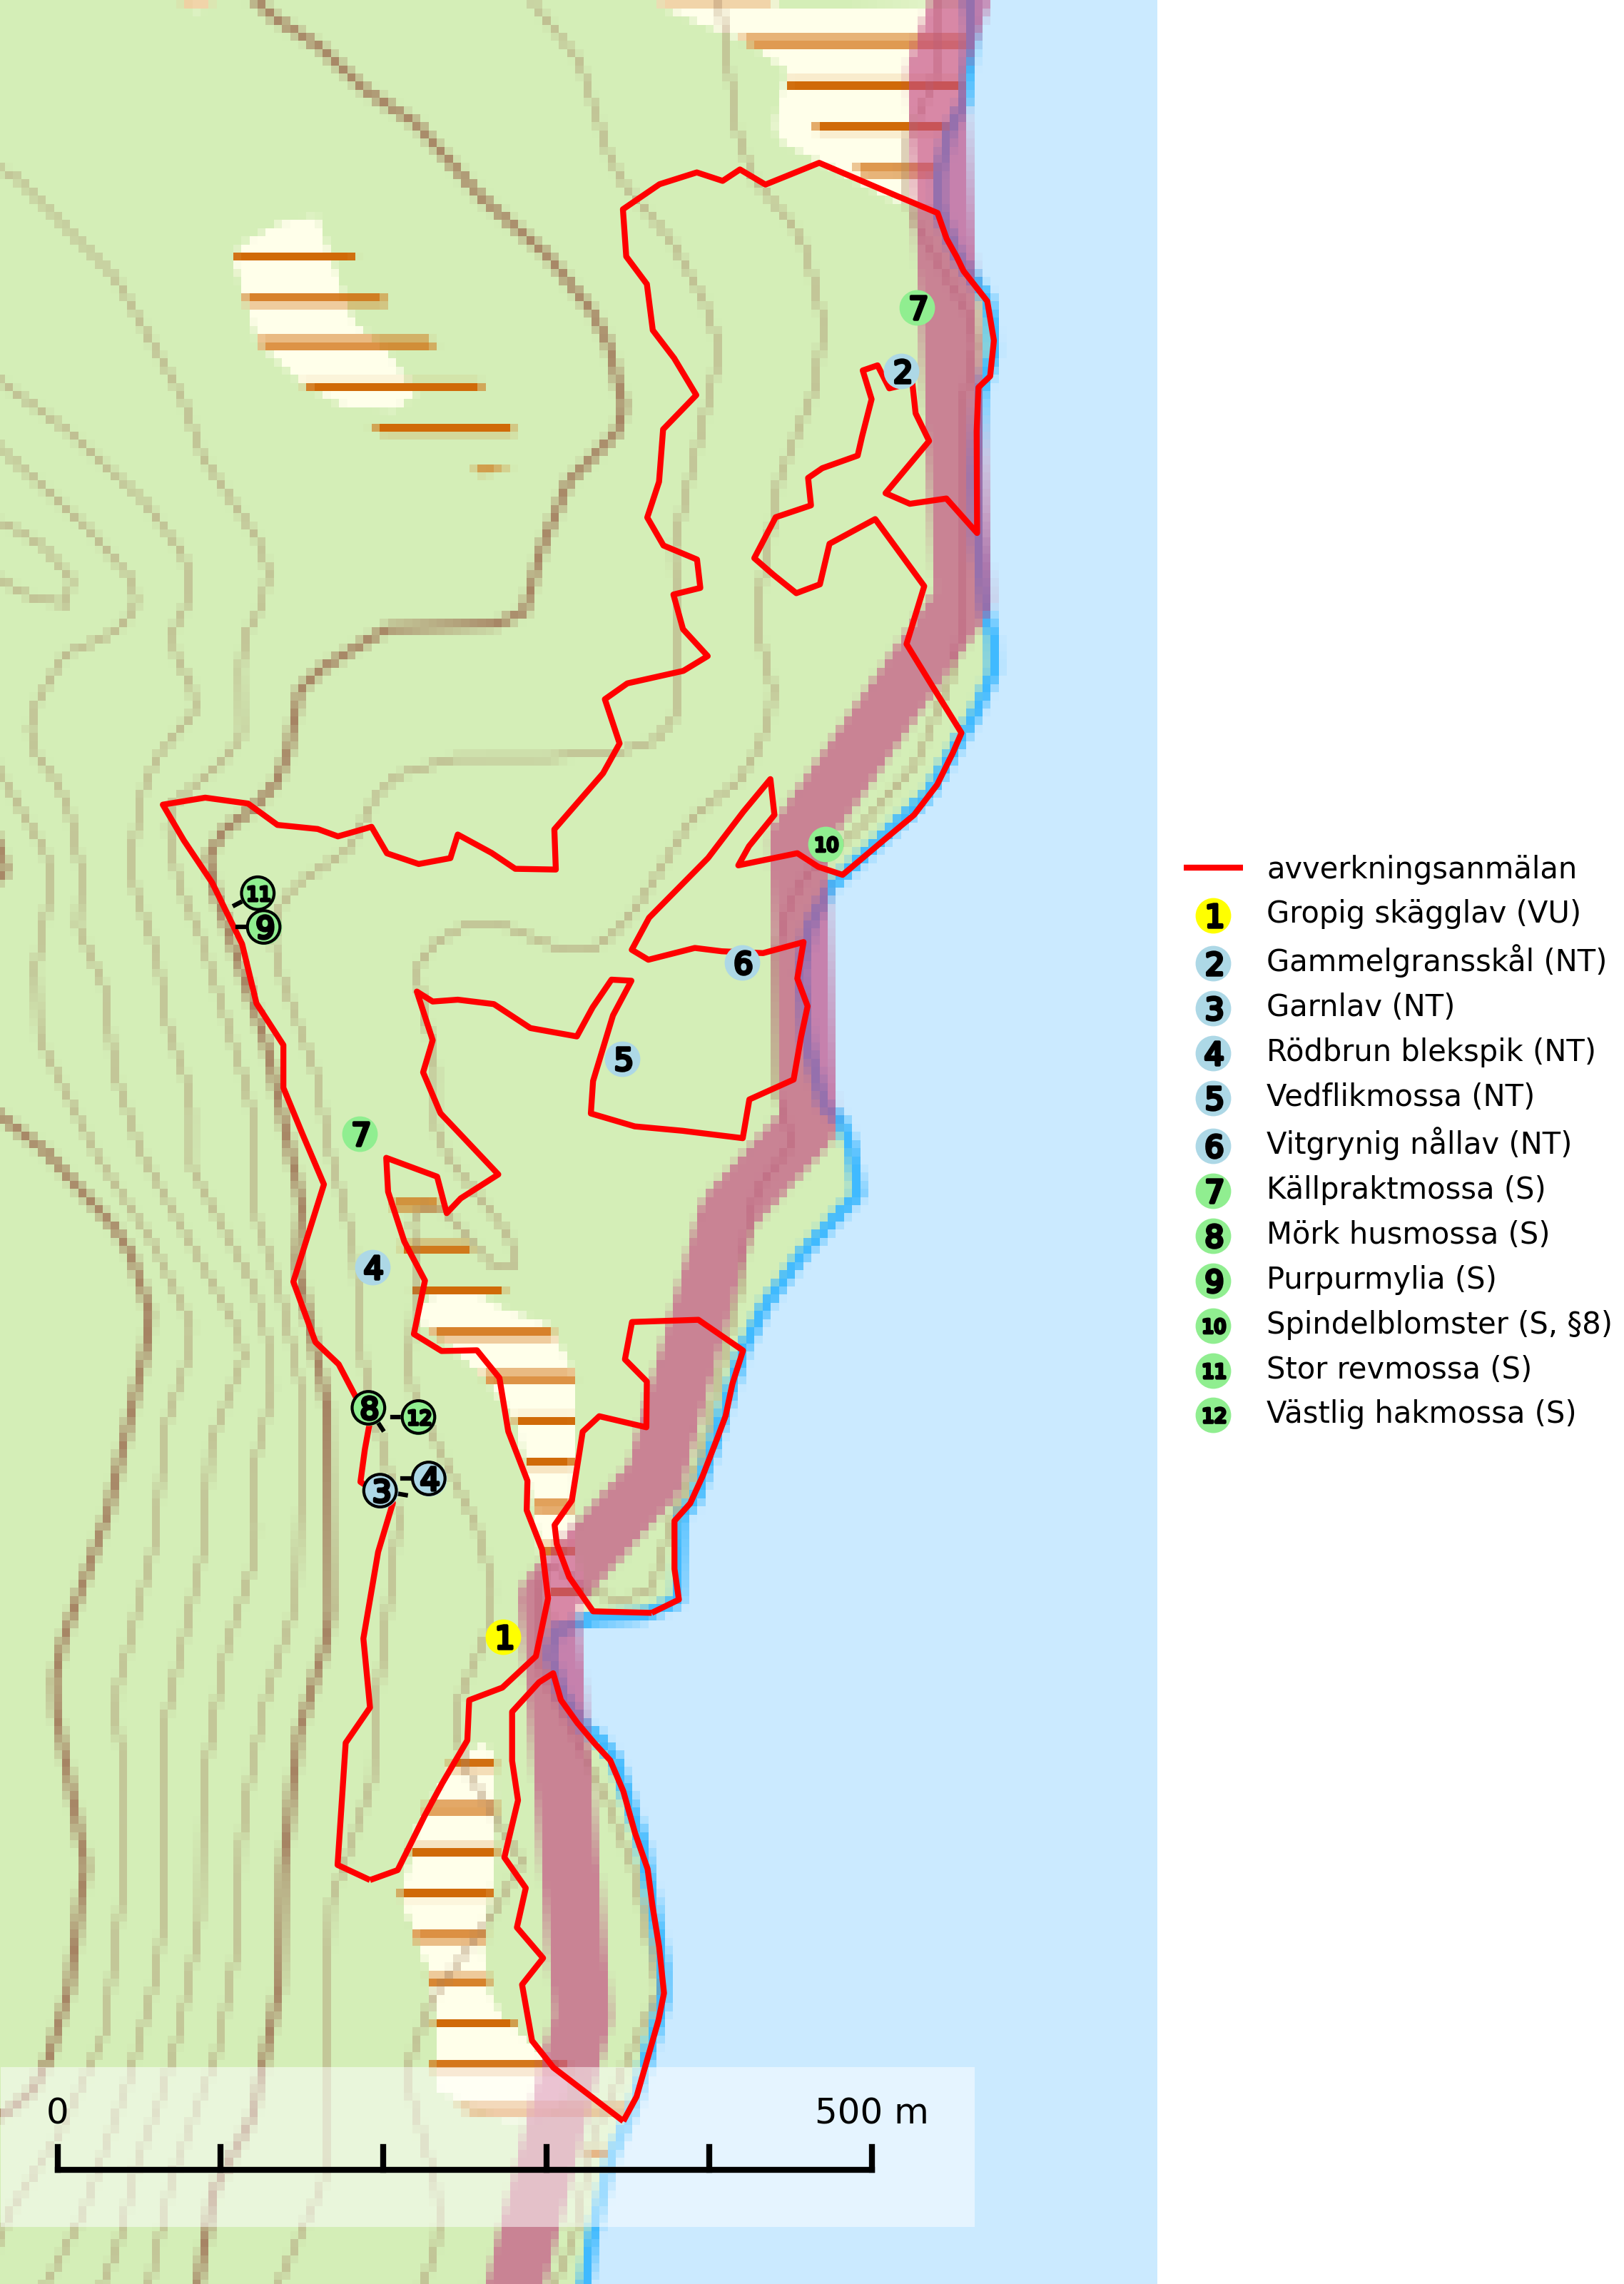 7
2
10
11
9
6
5
7
4
8
12
3
4
1
0
500 m
avverkningsanmälan
1 Gropig skägglav (VU)
2 Gammelgransskål (NT)
3 Garnlav (NT)
4 Rödbrun blekspik (NT)
5 Vedflikmossa (NT)
6 Vitgrynig nållav (NT)
7 Källpraktmossa (S)
8 Mörk husmossa (S)
9 Purpurmylia (S)
10 Spindelblomster (S, §8)
11 Stor revmossa (S)
12 Västlig hakmossa (S)